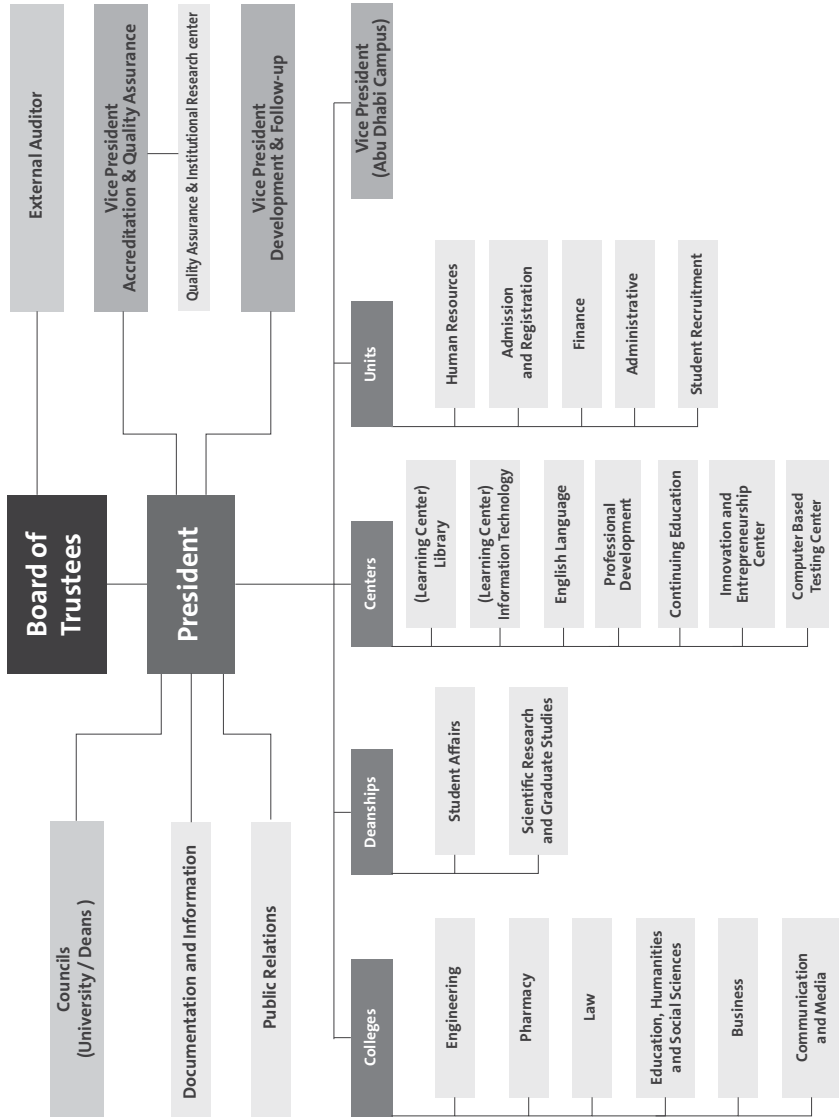 Board of
Trustees
External Auditor
President
Councils
(University / Deans )
Documentation and Information
Public Relations
Vice President
Accreditation & Quality Assurance
Quality Assurance & Institutional Research center
Vice President
Development & Follow-up
Colleges
Engineering
Pharmacy
Law
Education, Humanities
and Social Sciences
Business
Communication
and Media
Deanships
Student Affairs
Scientific Research
and Graduate Studies
Centers
(Learning Center)
Library
(Learning Center)
Information Technology
English Language
Professional
Development
Continuing Education
Innovation and
Entrepreneurship
Center
Computer Based
Testing Center
Units
Human Resources
Admission
and Registration
Finance
Administrative
Student Recruitment
Vice President
(Abu Dhabi Campus)